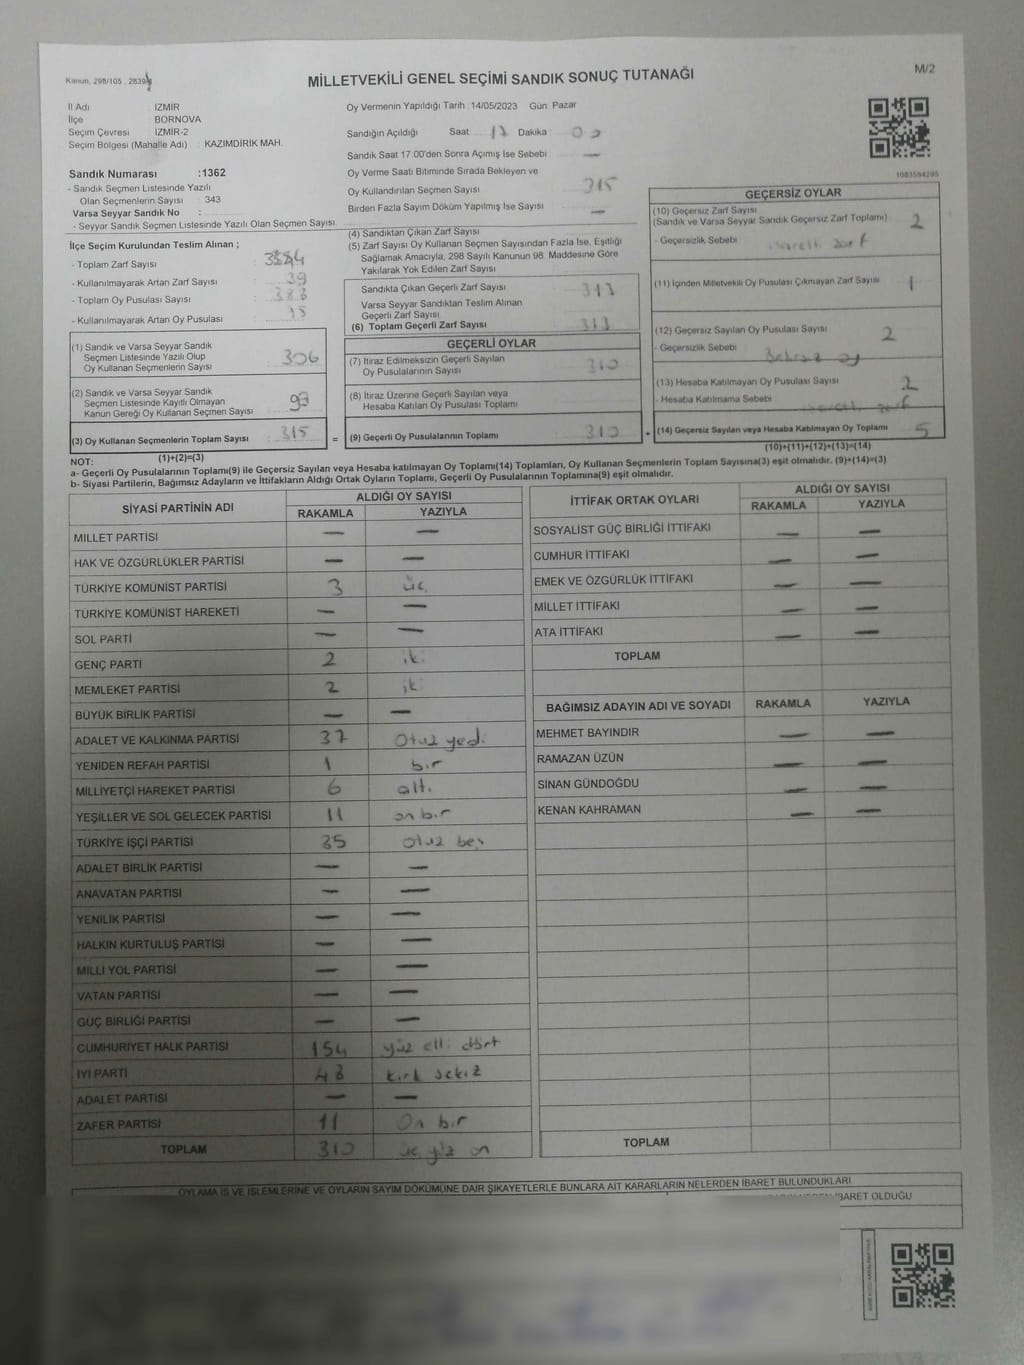 Kanun, 298/105 , 2839/
M/2
MİLLETVEKİLİ GENEL SEÇİMİ SANDIK SONUÇ TUTANAĞI
İl Adı : İZMİR
İlçe : BORNOVA
Seçim Çevresi : İZMİR-2
Seçim Bölgesi (Mahalle Adı) : KAZIMDİRİK MAH.
Sandık Numarası :1362
- Sandık Seçmen Listesinde Yazılı
Olan Seçmenlerin Sayısı : 343
Varsa Seyyar Sandık No :
- Seyyar Sandık Seçmen Listesinde Yazılı Olan Seçmen Sayısı
İlçe Seçim Kurulundan Teslim Alınan ;
- Toplam Zarf Sayısı :
- Kullanılmayarak Artan Zarf Sayısı : 39
- Toplam Oy Pusulası Sayısı : 388
- Kullanılmayarak Artan Oy Pusulası :
(1) Sandık ve Varsa Seyyar Sandık
Seçmen Listesinde Yazılı Olup
Oy Kullanan Seçmenlerin Sayısı : 306
(2) Sandık ve Varsa Seyyar Sandık
Seçmen Listesinde Kayıtlı Olmayan
Kanun Gereği Oy Kullanan Seçmen Sayısı :
(3) Oy Kullanan Seçmenlerin Toplam Sayısı : 315
(1)+(2)=(3)
Oy Vermenin Yapıldığı Tarih : 14/05/2023 Gün: Pazar
Sandığın Açıldığı Saat 17 Dakika : 00
Sandık Saat 17.00'den Sonra Açılmış İse Sebebi —
Oy Verme Saati Bitiminde Sırada Bekleyen ve
Oy Kullandırılan Seçmen Sayısı : 315
Birden Fazla Sayım Döküm Yapılmış İse Sayısı —
(4) Sandıktan Çıkan Zarf Sayısı
(5) Zarf Sayısı Oy Kullanan Seçmen Sayısından Fazla İse, Eşitliği
Sağlamak Amacıyla; 298 Sayılı Kanunun 98. Maddesine Göre
Yakılarak Yok Edilen Zarf Sayısı
Sandıkta Çıkan Geçerli Zarf Sayısı : 313
Varsa Seyyar Sandıktan Teslim Alınan
Geçerli Zarf Sayısı
(6) Toplam Geçerli Zarf Sayısı : 313
GEÇERLİ OYLAR
(7) İtiraz Edilmeksizin Geçerli Sayılan
Oy Pusulalarının Sayısı : 310
(8) İtiraz Üzerine Geçerli Sayılan veya
Hesaba Katılan Oy Pusulası Toplamı
= (9) Geçerli Oy Pusulalarının Toplamı : 310
1083584295
GEÇERSİZ OYLAR
(10) Geçersiz Zarf Sayısı
(Sandık ve Varsa Seyyar Sandık Geçersiz Zarf Toplamı) : 2
- Geçersizlik Sebebi : zarf
(11) İçinden Milletvekili Oy Pusulası Çıkmayan Zarf Sayısı : 1
(12) Geçersiz Sayılan Oy Pusulası Sayısı : 2
- Geçersizlik Sebebi : oy
(13) Hesaba Katılmayan Oy Pusulası Sayısı : 2
- Hesaba Katılmama Sebebi : zarf
+ (14) Geçersiz Sayılan veya Hesaba Katılmayan Oy Toplamı : 5
(10)+(11)+(12)+(13)=(14)
NOT:
a- Geçerli Oy Pusulalarının Toplamı(9) ile Geçersiz Sayılan veya Hesaba katılmayan Oy Toplamı(14) Toplamları, Oy Kullanan Seçmenlerin Toplam Sayısına(3) eşit olmalıdır. (9)+(14)=(3)
b- Siyasi Partilerin, Bağımsız Adayların ve İttifakların Aldığı Ortak Oyların Toplamı, Geçerli Oy Pusulalarının Toplamına(9) eşit olmalıdır.
SİYASİ PARTİNİN ADI ALDIĞI OY SAYISI
RAKAMLA YAZIYLA
MİLLET PARTİSİ — —
HAK VE ÖZGÜRLÜKLER PARTİSİ — —
TÜRKİYE KOMÜNİST PARTİSİ 3 üç
TÜRKİYE KOMÜNİST HAREKETİ — —
SOL PARTİ — —
GENÇ PARTİ 2 iki
MEMLEKET PARTİSİ 2 iki
BÜYÜK BİRLİK PARTİSİ — —
ADALET VE KALKINMA PARTİSİ 37 otuz yedi
YENİDEN REFAH PARTİSİ 1 bir
MİLLİYETÇİ HAREKET PARTİSİ 6 altı
YEŞİLLER VE SOL GELECEK PARTİSİ 11 on bir
TÜRKİYE İŞÇİ PARTİSİ 35 otuz beş
ADALET BİRLİK PARTİSİ — —
ANAVATAN PARTİSİ — —
YENİLİK PARTİSİ — —
HALKIN KURTULUŞ PARTİSİ — —
MİLLİ YOL PARTİSİ — —
VATAN PARTİSİ — —
GÜÇ BİRLİĞİ PARTİSİ — —
CUMHURİYET HALK PARTİSİ 154 yüz elli dört
İYİ PARTİ 48 kırk sekiz
ADALET PARTİSİ — —
ZAFER PARTİSİ 11 On bir
TOPLAM 310 üç yüz on
İTTİFAK ORTAK OYLARI ALDIĞI OY SAYISI
RAKAMLA YAZIYLA
SOSYALİST GÜÇ BİRLİĞİ İTTİFAKI — —
CUMHUR İTTİFAKI — —
EMEK VE ÖZGÜRLÜK İTTİFAKI — —
MİLLET İTTİFAKI — —
ATA İTTİFAKI — —
TOPLAM
BAĞIMSIZ ADAYIN ADI VE SOYADI RAKAMLA YAZIYLA
MEHMET BAYINDIR — —
RAMAZAN ÜZÜN — —
SİNAN GÜNDOĞDU — —
KENAN KAHRAMAN — —
TOPLAM
OYLAMA İŞ VE İŞLEMLERİNE VE OYLARIN SAYIM DÖKÜMÜNE DAİR ŞİKAYETLERLE BUNLARA AİT KARARLARIN NELERDEN İBARET BULUNDUKLARI
İBARET OLDUĞU